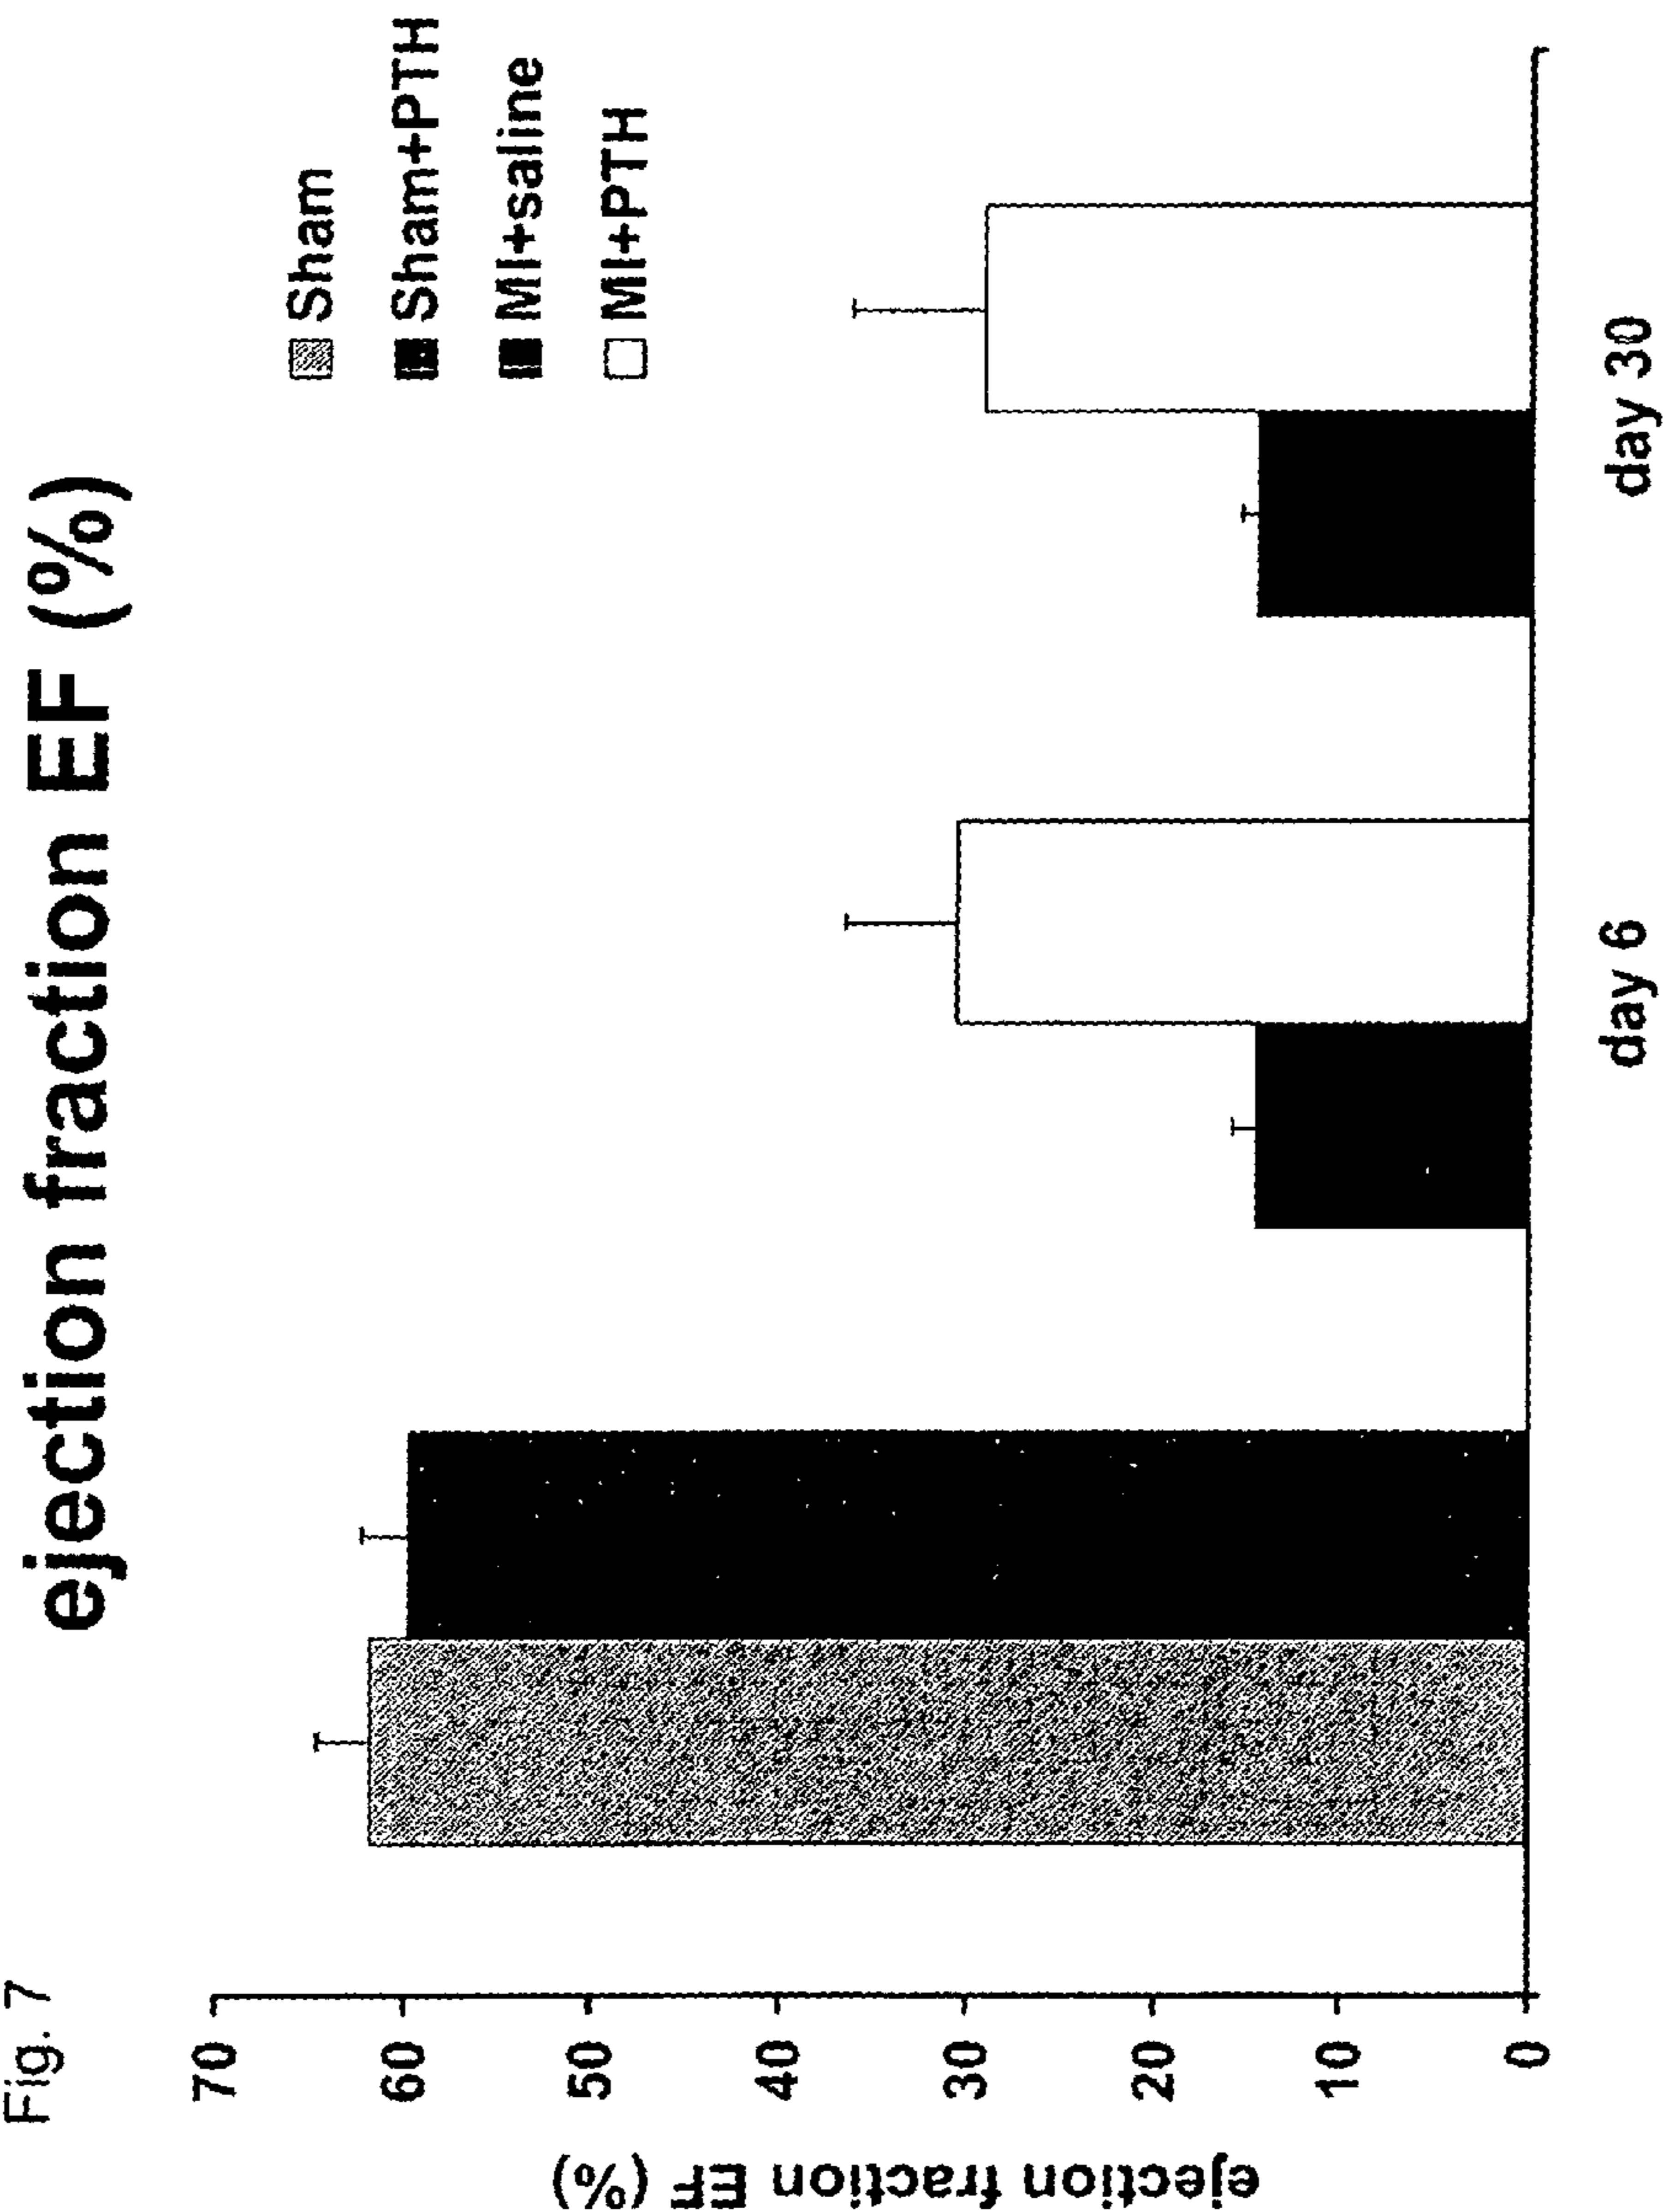 Fig. 7
ejection fraction EF (%)
Sham
Sham+PTH
MI+saline
MI+PTH
ejection fraction EF (%)
70
60
50
40
30
20
10
0
day 6
day 30